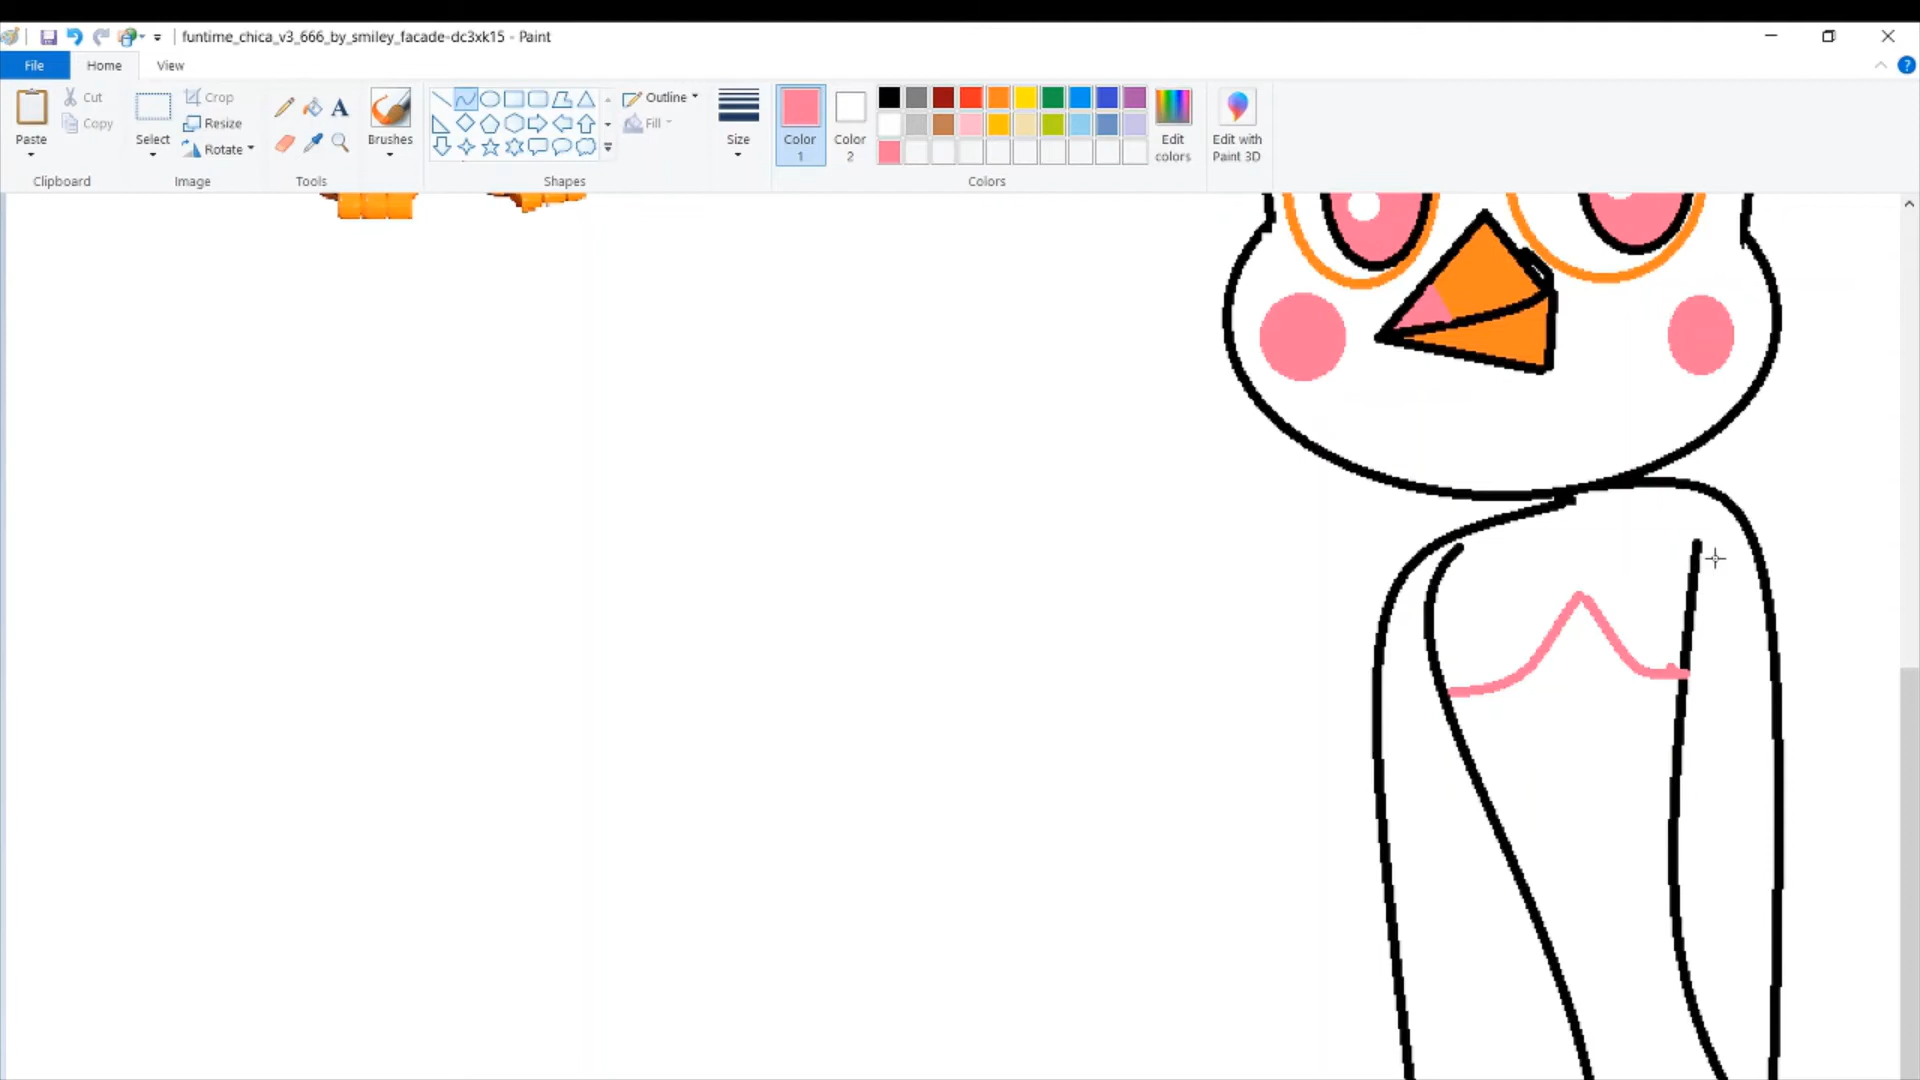 funtime_chica_v3_666_by_smiley_facade-dc3xk15 - Paint
File Home View
Paste
Cut
Copy
Clipboard
Select
Crop
Resize
Rotate
Image
A
Tools
Brushes
Outline
Fill
Shapes
Size
Color
1
Color
2
Edit
colors
Colors
Edit with
Paint 3D